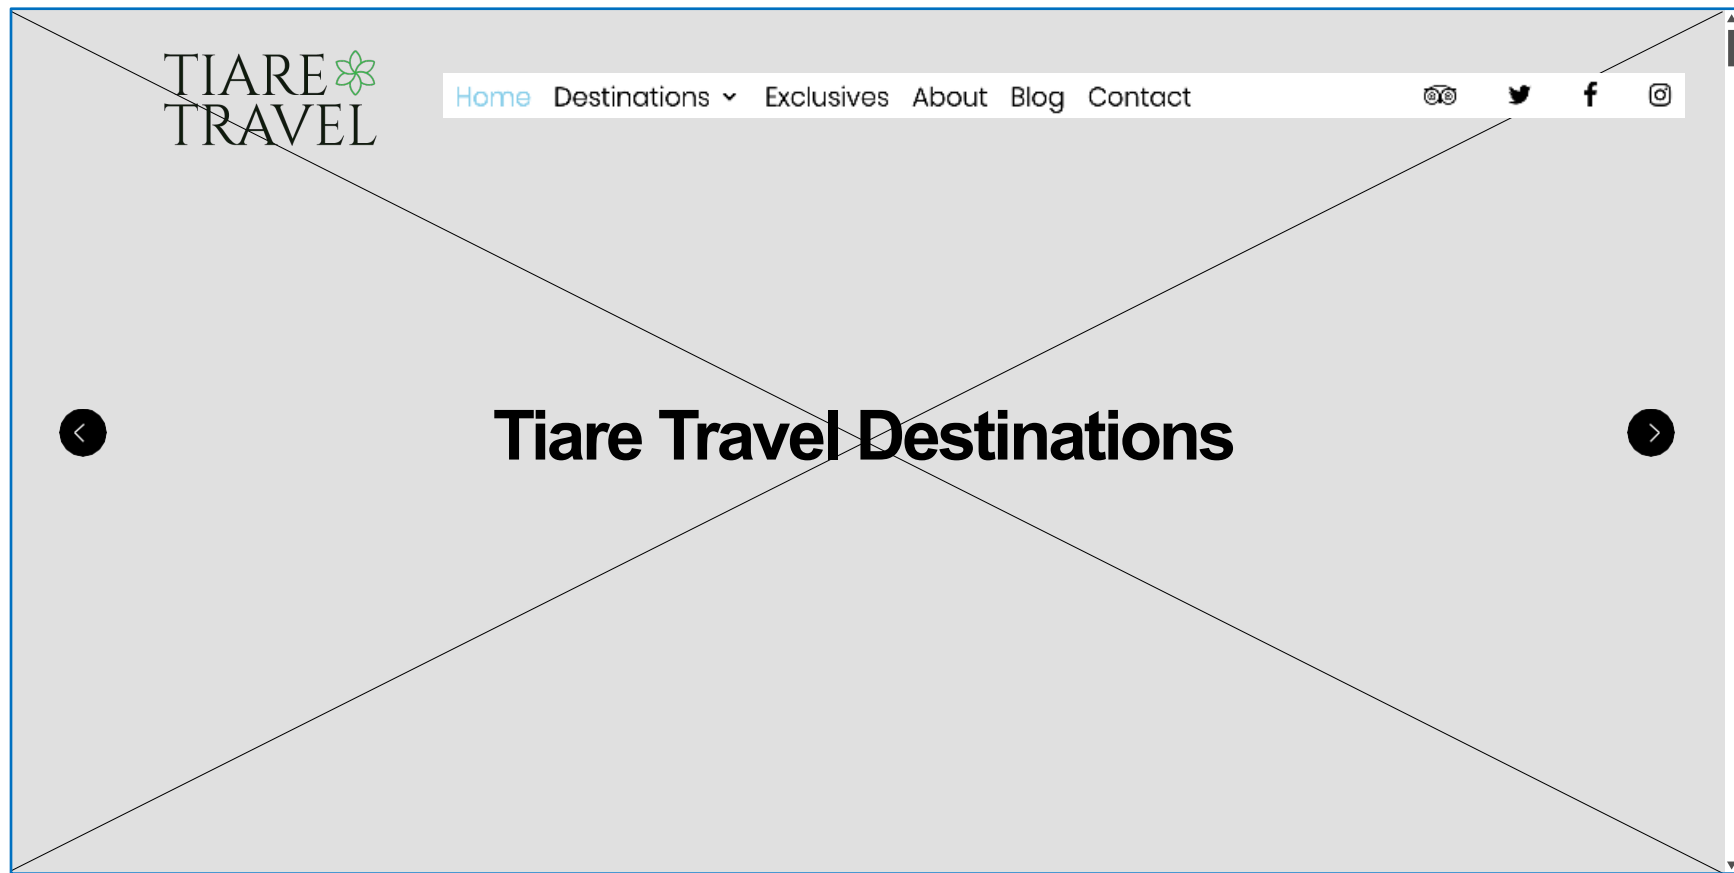 TIARE
TRAVEL
Home Destinations Exclusives About Blog Contact
Tiare Travel Destinations